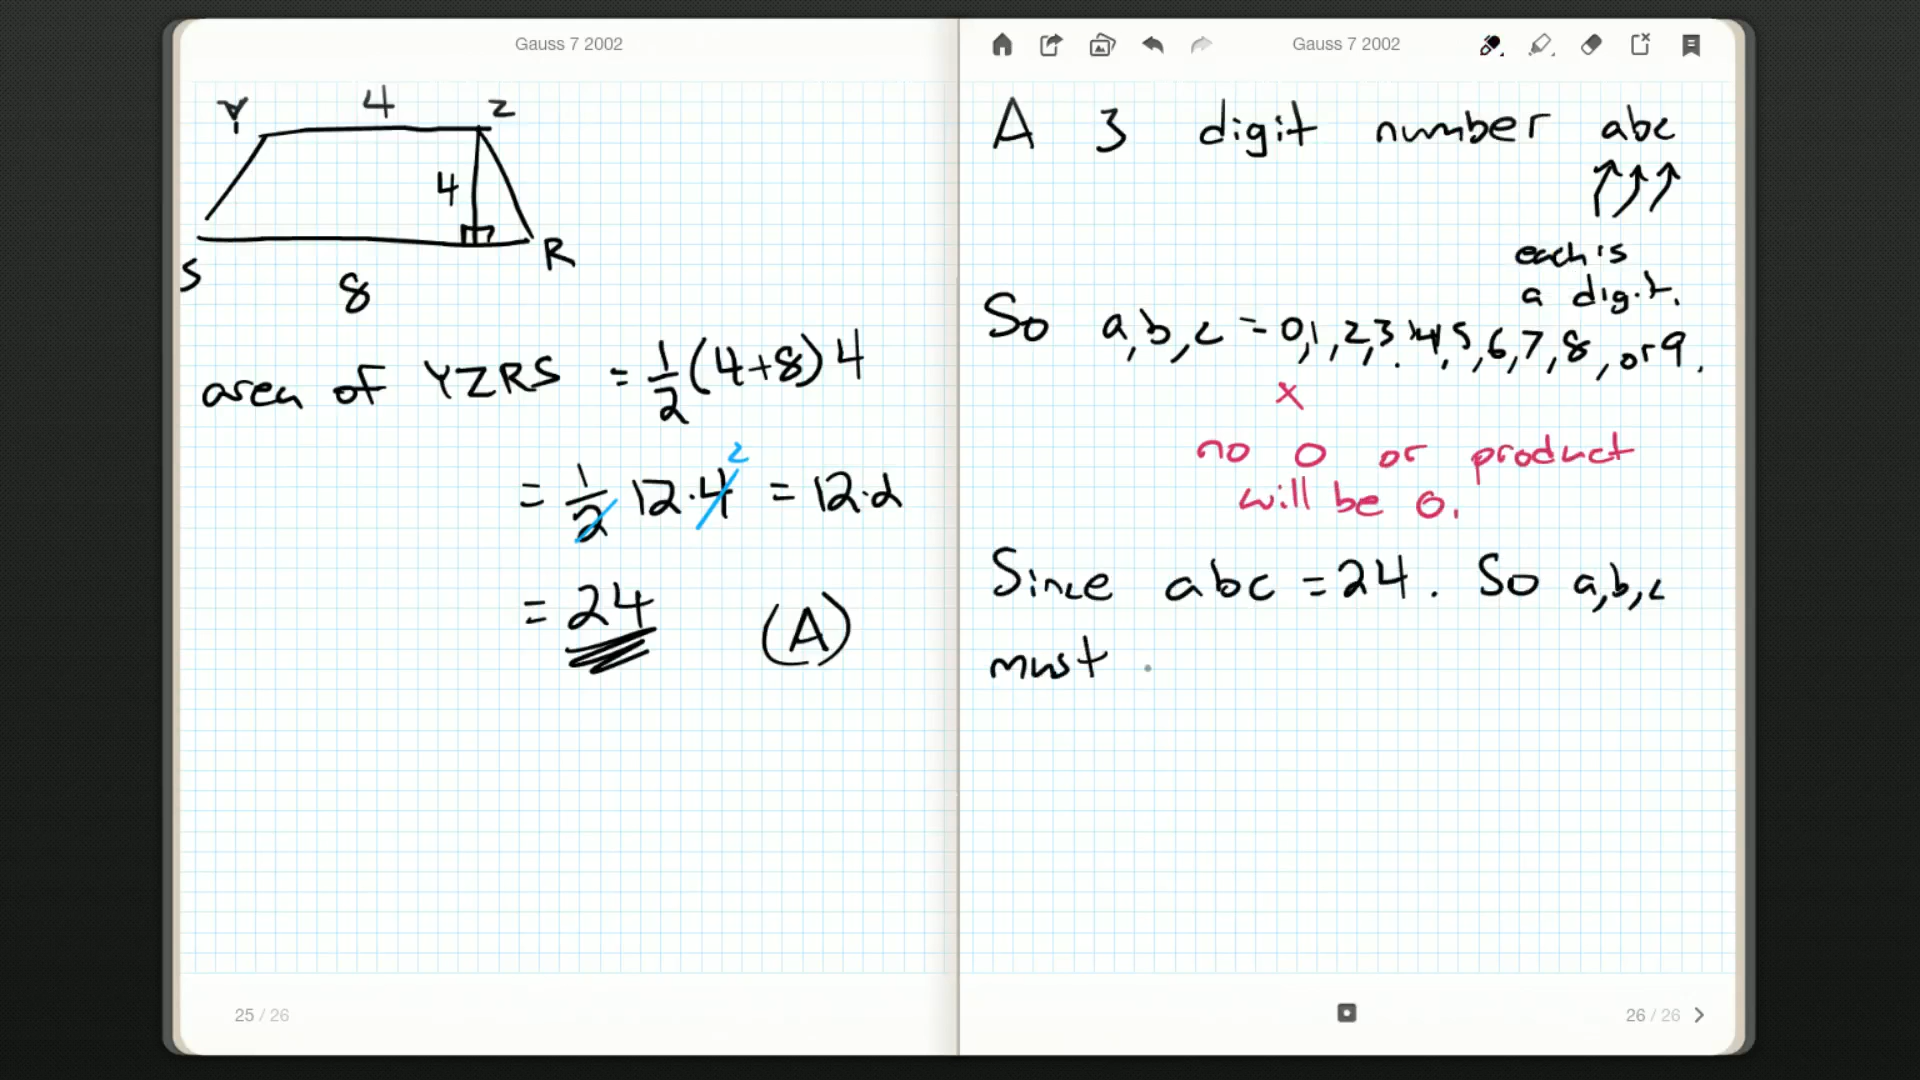 Gauss 7 2002
Y 4 Z
4
S 8 R
area of YZRS = 1/2 (4+8) 4
= 1/2 12·4 2 = 12·2
= 24 (A)
25 / 26
Gauss 7 2002
A 3 digit number abc
each is
a digit.
So a, b, c = 0, 1, 2, 3, 4, 5, 6, 7, 8, or 9.
x
no 0 or product
will be 0.
Since abc = 24. So a, b, c
must
26 / 26